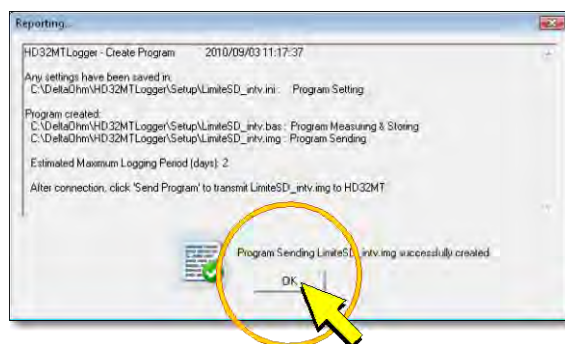 Reporting...
HD32MTLogger - Create Program 2010/09/03 11:17:37
Any settings have been saved in:
C:\DeltaOhm\HD32MTLogger\Setup\LimiteSD_intv.ini : Program Setting
Program created:
C:\DeltaOhm\HD32MTLogger\Setup\LimiteSD_intv.bas : Program Measuring & Storing
C:\DeltaOhm\HD32MTLogger\Setup\LimiteSD_intv.img : Program Sending
Estimated Maximum Logging Period (days): 2
After connection, click 'Send Program' to transmit LimiteSD_intv.img to HD32MT
Program Sending LimiteSD_intv.img successfully created
OK